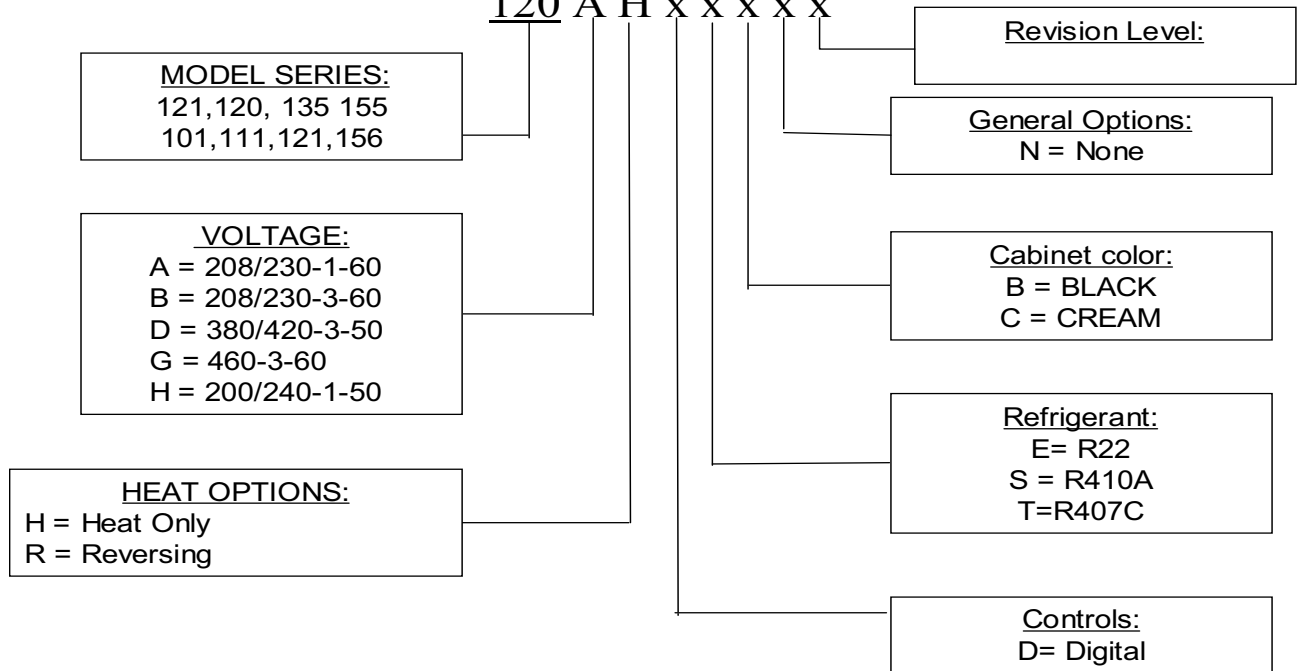 120 A H x x x x x
MODEL SERIES:
121,120, 135 155
101,111,121,156
VOLTAGE:
A = 208/230-1-60
B = 208/230-3-60
D = 380/420-3-50
G = 460-3-60
H = 200/240-1-50
HEAT OPTIONS:
H = Heat Only
R = Reversing
Revision Level:
General Options:
N = None
Cabinet color:
B = BLACK
C = CREAM
Refrigerant:
E= R22
S = R410A
T=R407C
Controls:
D= Digital